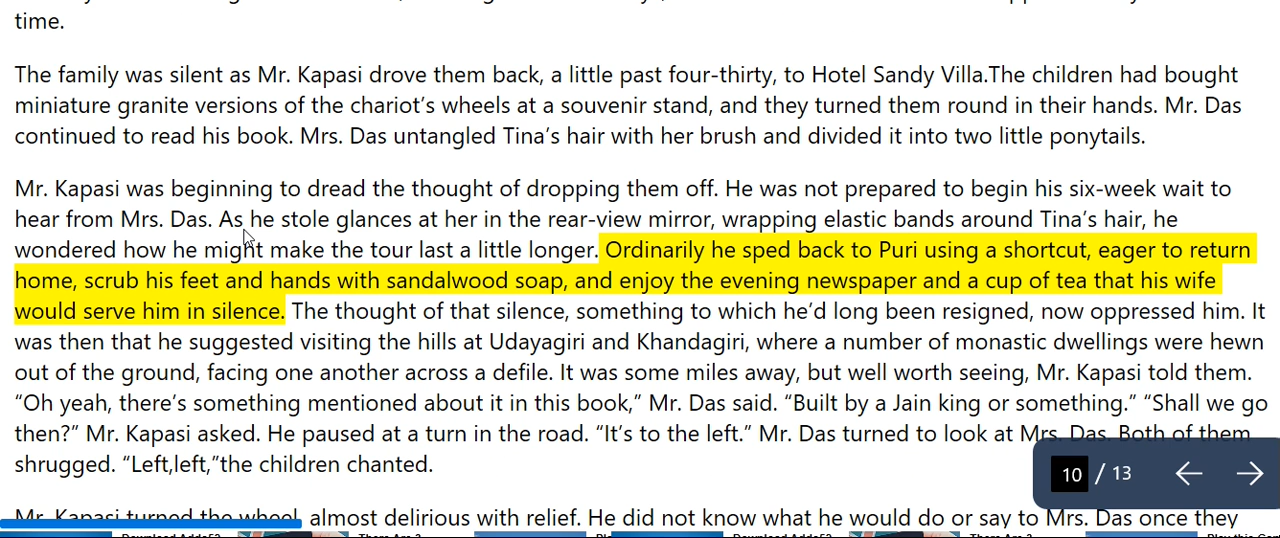 time.
The family was silent as Mr. Kapasi drove them back, a little past four-thirty, to Hotel Sandy Villa.The children had bought
miniature granite versions of the chariot’s wheels at a souvenir stand, and they turned them round in their hands. Mr. Das
continued to read his book. Mrs. Das untangled Tina’s hair with her brush and divided it into two little ponytails.
Mr. Kapasi was beginning to dread the thought of dropping them off. He was not prepared to begin his six-week wait to
hear from Mrs. Das. As he stole glances at her in the rear-view mirror, wrapping elastic bands around Tina’s hair, he
wondered how he might make the tour last a little longer. Ordinarily he sped back to Puri using a shortcut, eager to return
home, scrub his feet and hands with sandalwood soap, and enjoy the evening newspaper and a cup of tea that his wife
would serve him in silence. The thought of that silence, something to which he’d long been resigned, now oppressed him. It
was then that he suggested visiting the hills at Udayagiri and Khandagiri, where a number of monastic dwellings were hewn
out of the ground, facing one another across a defile. It was some miles away, but well worth seeing, Mr. Kapasi told them.
“Oh yeah, there’s something mentioned about it in this book,” Mr. Das said. “Built by a Jain king or something.” “Shall we go
then?” Mr. Kapasi asked. He paused at a turn in the road. “It’s to the left.” Mr. Das turned to look at Mrs. Das. Both of them
shrugged. “Left,left,”the children chanted.
10 / 13
Mr. Kapasi turned the wheel, almost delirious with relief. He did not know what he would do or say to Mrs. Das once they